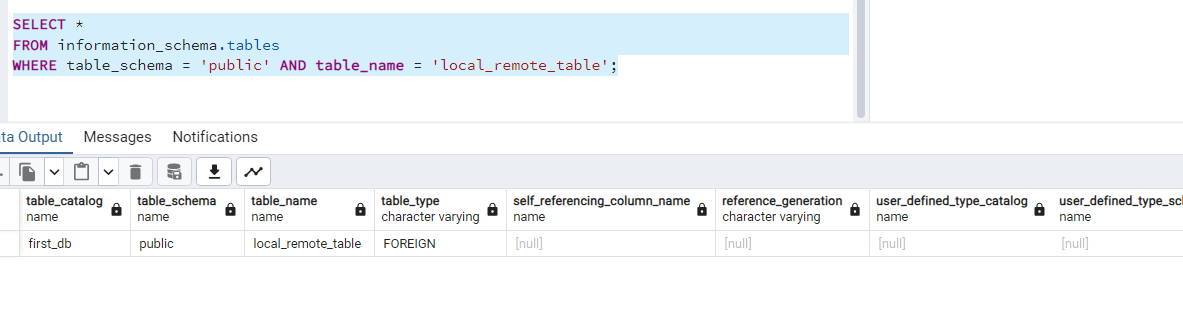 SELECT *
FROM information_schema.tables
WHERE table_schema = 'public' AND table_name = 'local_remote_table';
ta Output Messages Notifications
table_catalog table_schema table_name table_type self_referencing_column_name reference_generation user_defined_type_catalog user_defined_type_scl
name name name character varying name character varying name name
first_db public local_remote_table FOREIGN [null] [null] [null] [null]